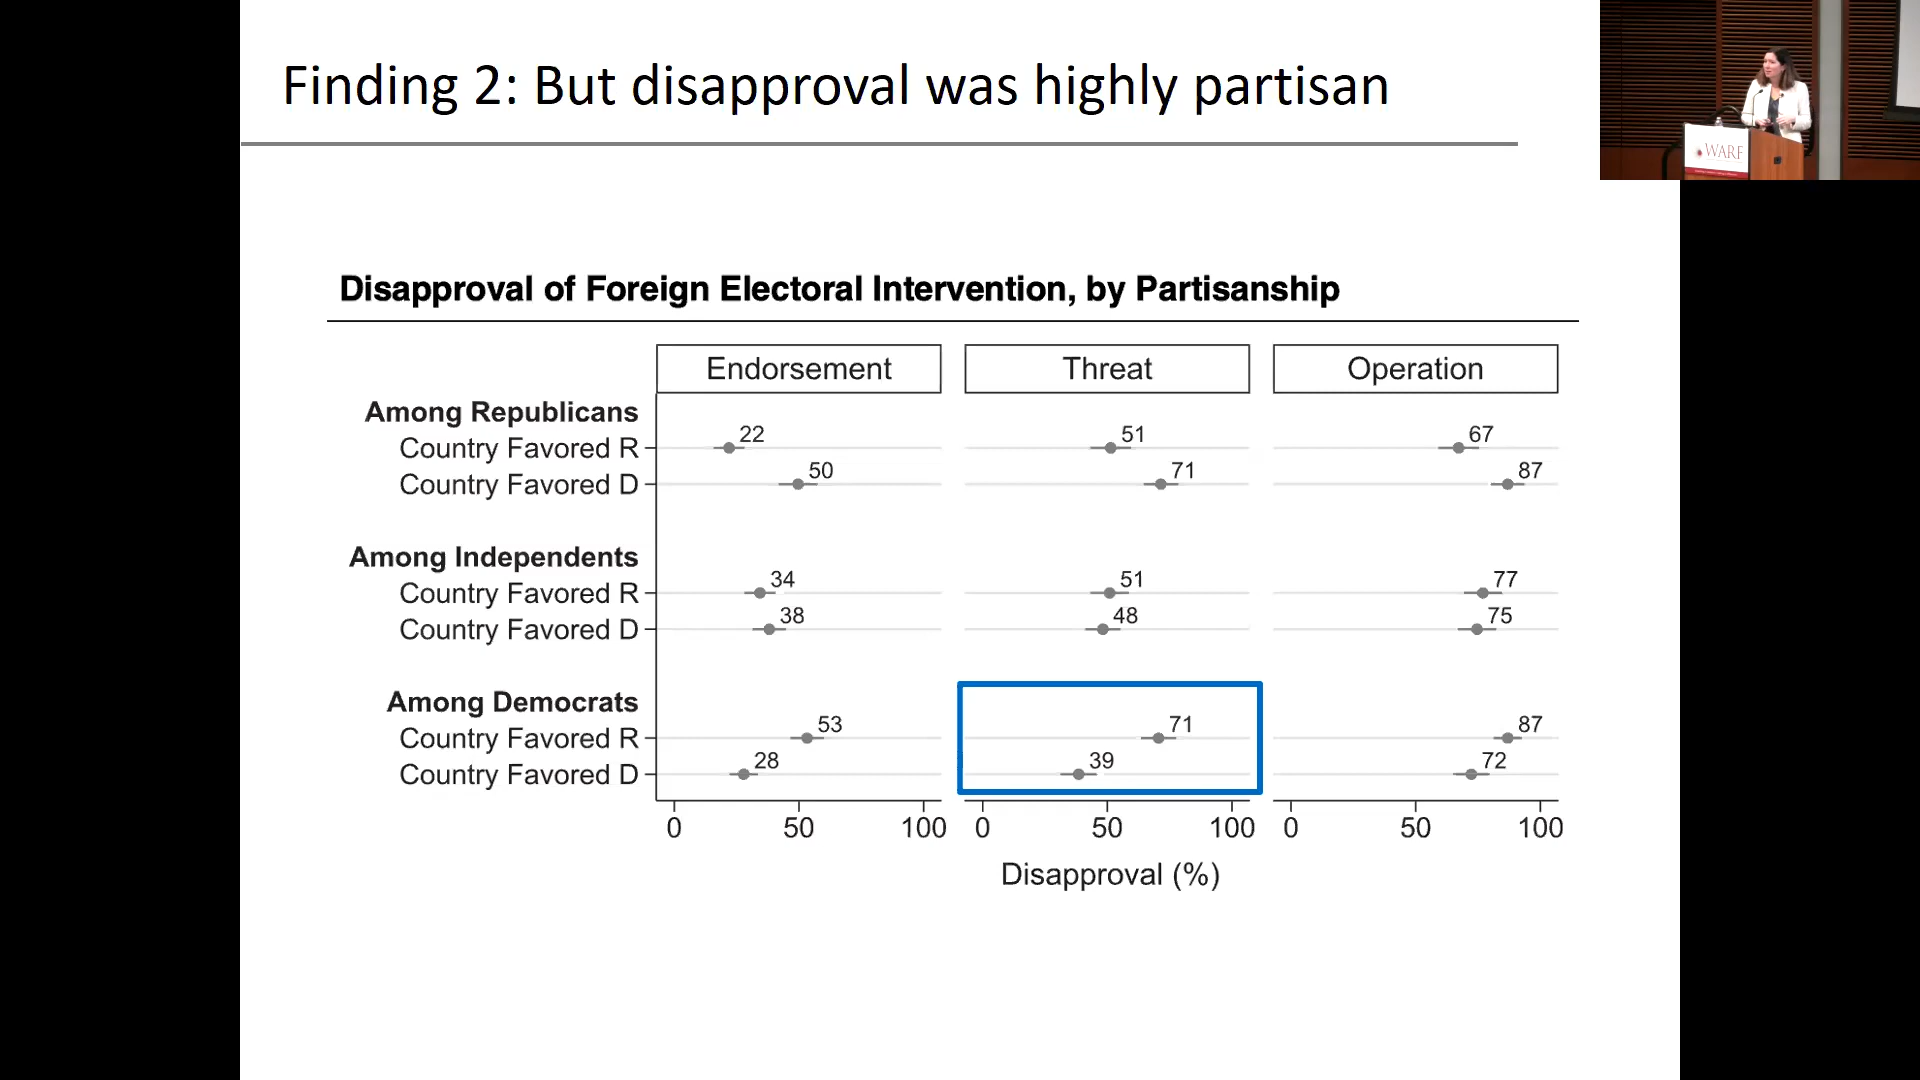 Finding 2: But disapproval was highly partisan
WARF
Disapproval of Foreign Electoral Intervention, by Partisanship
Endorsement Threat Operation
Among Republicans
Country Favored R 22 51 67
Country Favored D 50 71 87
Among Independents
Country Favored R 34 51 77
Country Favored D 38 48 75
Among Democrats
Country Favored R 53 71 87
Country Favored D 28 39 72
0 50 100 0 50 100 0 50 100
Disapproval (%)